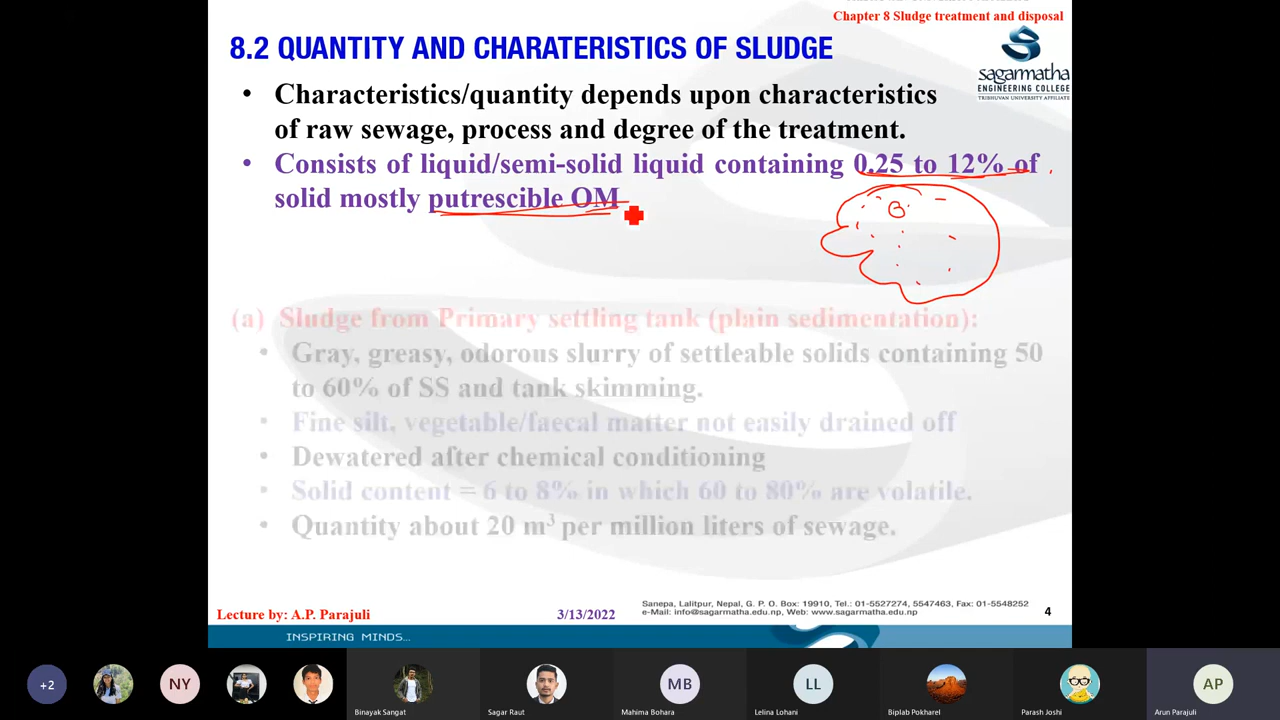 Chapter 8 Sludge treatment and disposal
8.2 QUANTITY AND CHARATERISTICS OF SLUDGE
sagarmatha
ENGINEERING COLLEGE
TRIBHUVAN UNIVERSITY AFFILIATE
• Characteristics/quantity depends upon characteristics
of raw sewage, process and degree of the treatment.
• Consists of liquid/semi-solid liquid containing 0.25 to 12% of
solid mostly putrescible OM
B
(a) Sludge from Primary settling tank (plain sedimentation):
• Gray, greasy, odorous slurry of settleable solids containing 50
to 60% of SS and tank skimming.
• Fine silt, vegetable/faecal matter not easily drained off
• Dewatered after chemical conditioning
• Solid content = 6 to 8% in which 60 to 80% are volatile.
• Quantity about 20 m³ per million liters of sewage.
Lecture by: A.P. Parajuli
3/13/2022
Sanepa, Lalitpur, Nepal, G. P. O. Box: 19910, Tel.: 01-5527274, 5547463, Fax: 01-5548252
e-Mail: info@sagarmatha.edu.np, Web: www.sagarmatha.edu.np
4
INSPIRING MINDS...
+2
NY
MB
LL
AP
Binayak Sangat
Sagar Raut
Mahima Bohara
Lelina Lohani
Biplab Pokharel
Parash Joshi
Arun Parajuli